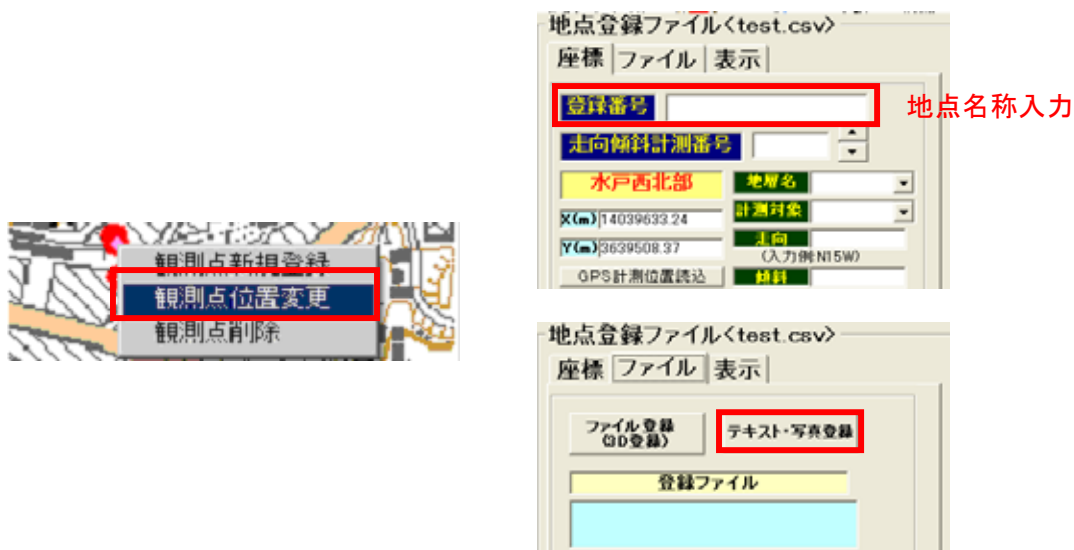 観測点新規登録
観測点位置変更
観測点削除
地点登録ファイル<test.csv>
座標 ファイル 表示
登録番号
地点名称入力
走向傾斜計測番号
水戸西北部 地層名
X(m) 14039633.24 計測対象
Y(m) 3639508.37 走向
(入力例:N15W)
GPS計測位置読込 傾斜
地点登録ファイル<test.csv>
座標 ファイル 表示
ファイル登録
(3D登録)
テキスト・写真登録
登録ファイル